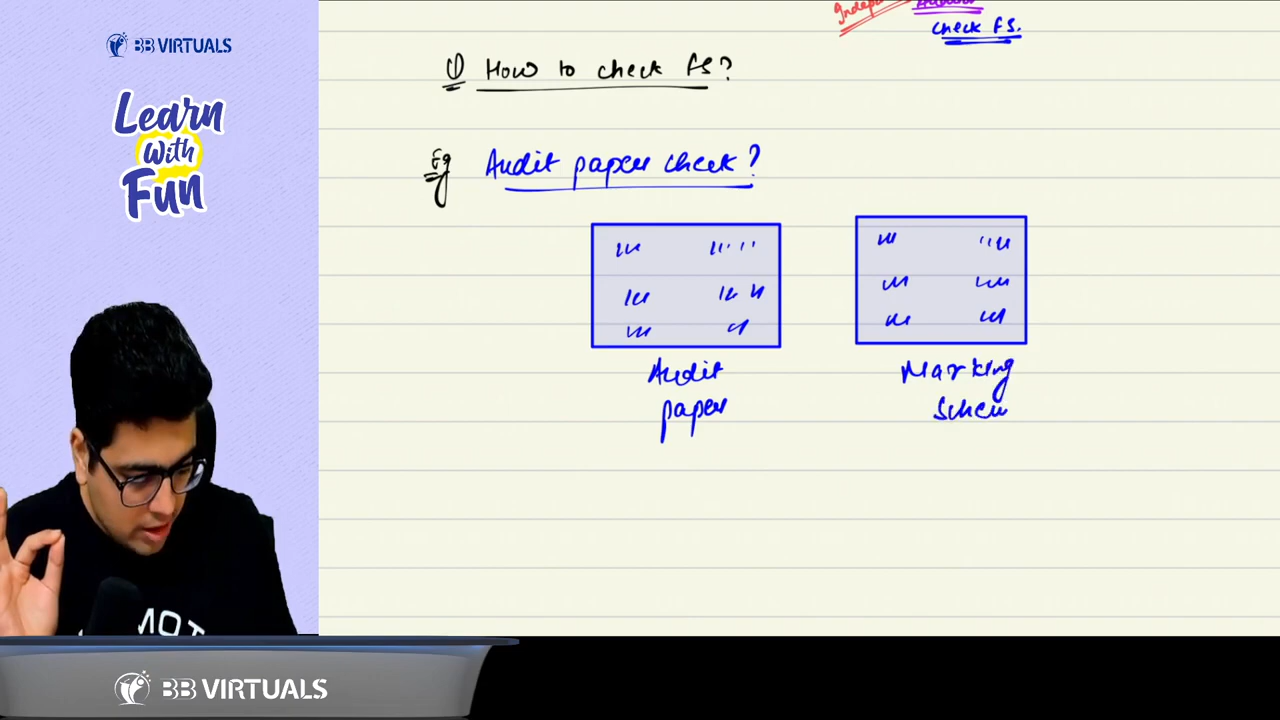 BB VIRTUALS
Learn
With
Fun
check FS.
① How to check FS?
Eg Audit paper check?
Audit
paper
Marking
Schem
NOT
BB VIRTUALS